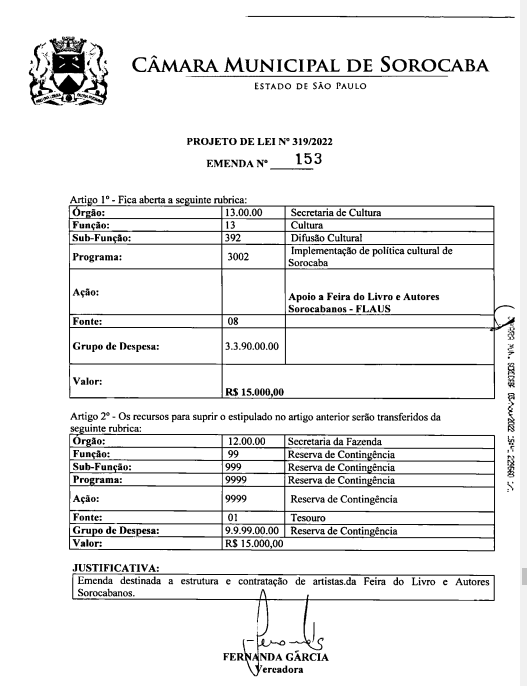 CÂMARA MUNICIPAL DE SOROCABA
ESTADO DE SÃO PAULO
PROJETO DE LEI Nº 319/2022
EMENDA Nº 153
Artigo 1º - Fica aberta a seguinte rubrica:
Órgão: 13.00.00 Secretaria de Cultura
Função: 13 Cultura
Sub-Função: 392 Difusão Cultural
Programa: 3002 Implementação de política cultural de
Sorocaba
Ação: Apoio a Feira do Livro e Autores
Sorocabanos - FLAUS
Fonte: 08
Grupo de Despesa: 3.3.90.00.00
Valor: R$ 15.000,00
Artigo 2º - Os recursos para suprir o estipulado no artigo anterior serão transferidos da
seguinte rubrica:
Órgão: 12.00.00 Secretaria da Fazenda
Função: 99 Reserva de Contingência
Sub-Função: 999 Reserva de Contingência
Programa: 9999 Reserva de Contingência
Ação: 9999 Reserva de Contingência
Fonte: 01 Tesouro
Grupo de Despesa: 9.9.99.00.00 Reserva de Contingência
Valor: R$ 15.000,00
JUSTIFICATIVA:
Emenda destinada a estrutura e contratação de artistas.da Feira do Livro e Autores
Sorocabanos.
FERNANDA GARCIA
Vereadora